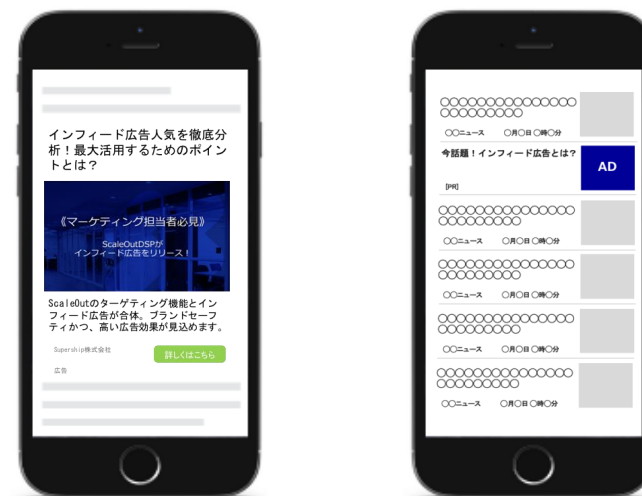 インフィード広告人気を徹底分
析！最大活用するためのポイン
トとは？
《マーケティング担当者必見》
ScaleOutDSPが
インフィード広告をリリース！
ScaleOutのターゲティング機能とイン
フィード広告が合体。ブランドセーフ
ティかつ、高い広告効果が見込めます。
Supership株式会社
詳しくはこちら
広告
〇〇〇〇〇〇〇〇〇〇〇〇〇〇〇
〇〇〇〇〇〇〇〇〇
〇〇ニュース 〇月〇日 〇時〇分
今話題！インフィード広告とは？
AD
[PR]
〇〇〇〇〇〇〇〇〇〇〇〇〇〇〇
〇〇〇〇〇〇〇〇〇
〇〇ニュース 〇月〇日 〇時〇分
〇〇〇〇〇〇〇〇〇〇〇〇〇〇〇
〇〇〇〇〇〇〇〇〇
〇〇ニュース 〇月〇日 〇時〇分
〇〇〇〇〇〇〇〇〇〇〇〇〇〇〇
〇〇〇〇〇〇〇〇〇
〇〇ニュース 〇月〇日 〇時〇分
〇〇〇〇〇〇〇〇〇〇〇〇〇〇〇
〇〇〇〇〇〇〇〇〇
〇〇ニュース 〇月〇日 〇時〇分